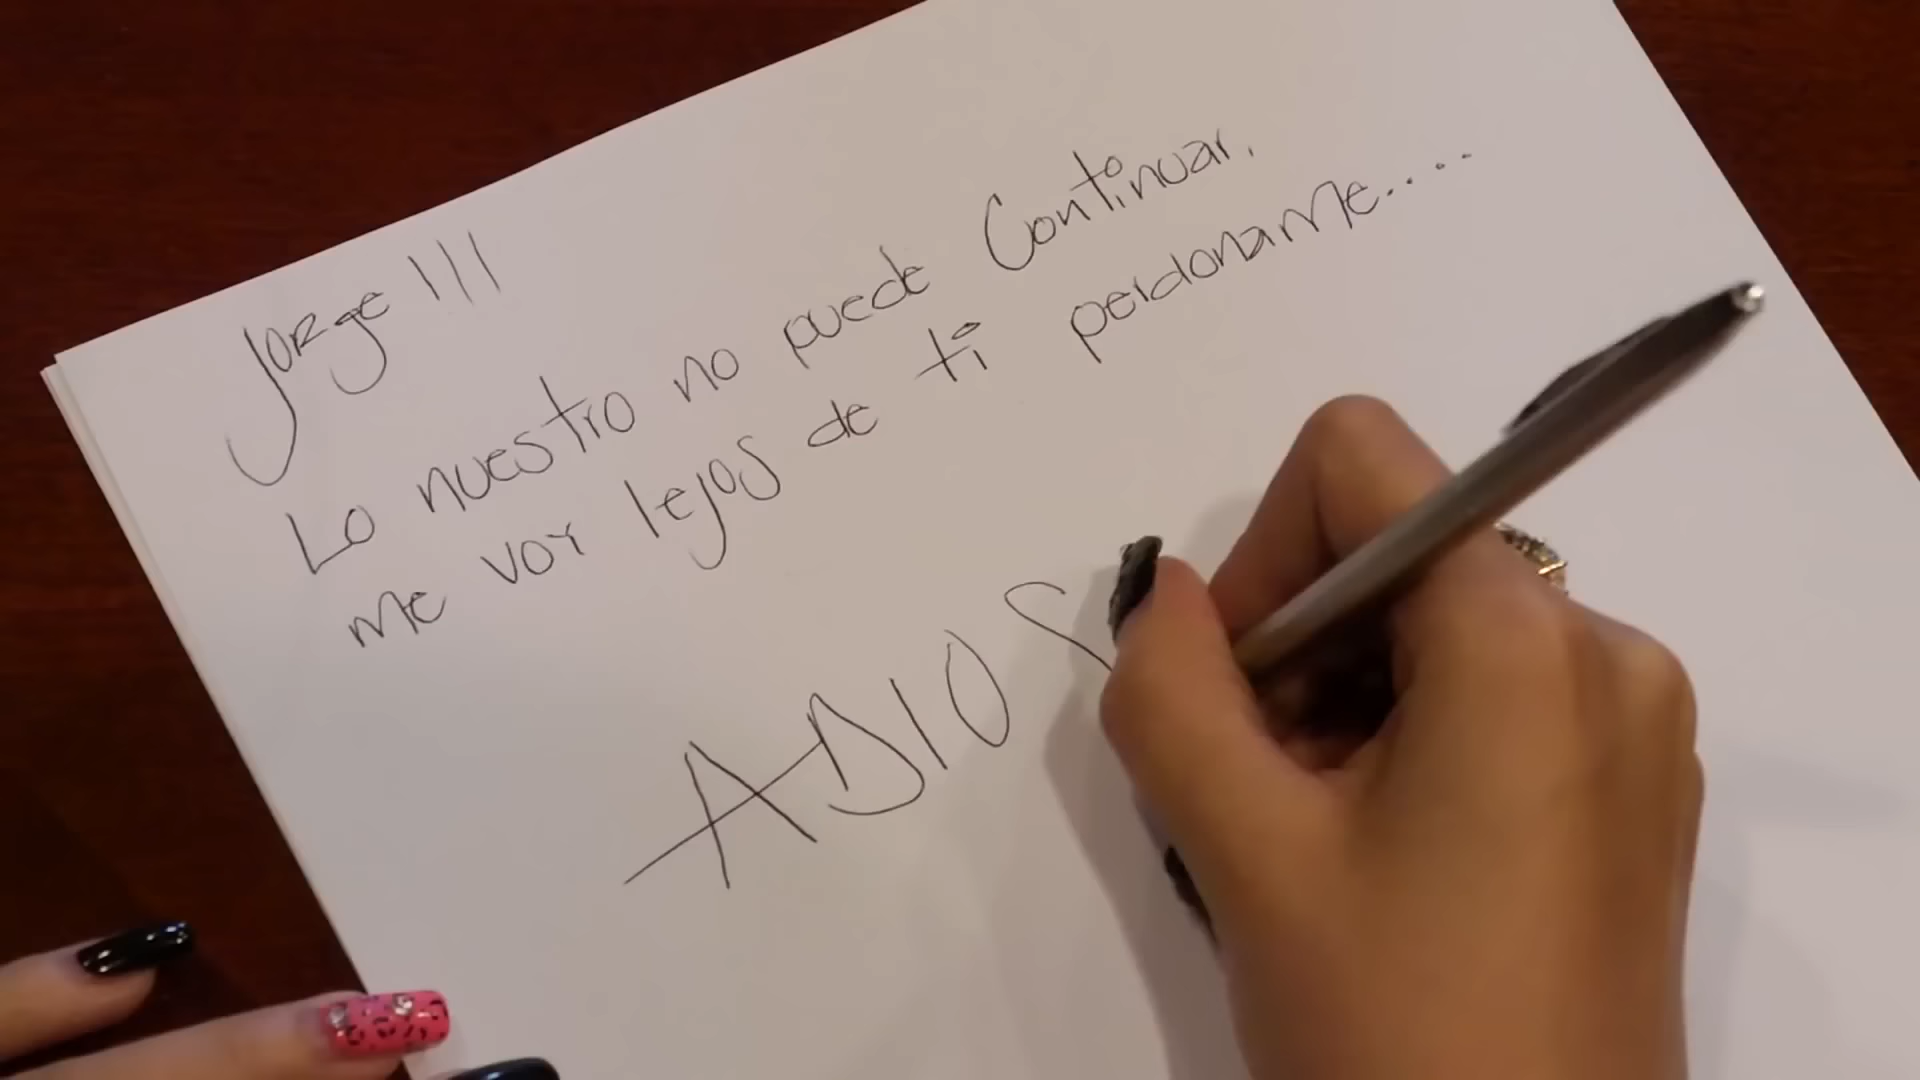 Jorge !!!
Lo nuestro no puede Continuar.
me voy lejos de ti perdoname.....
ADIOS